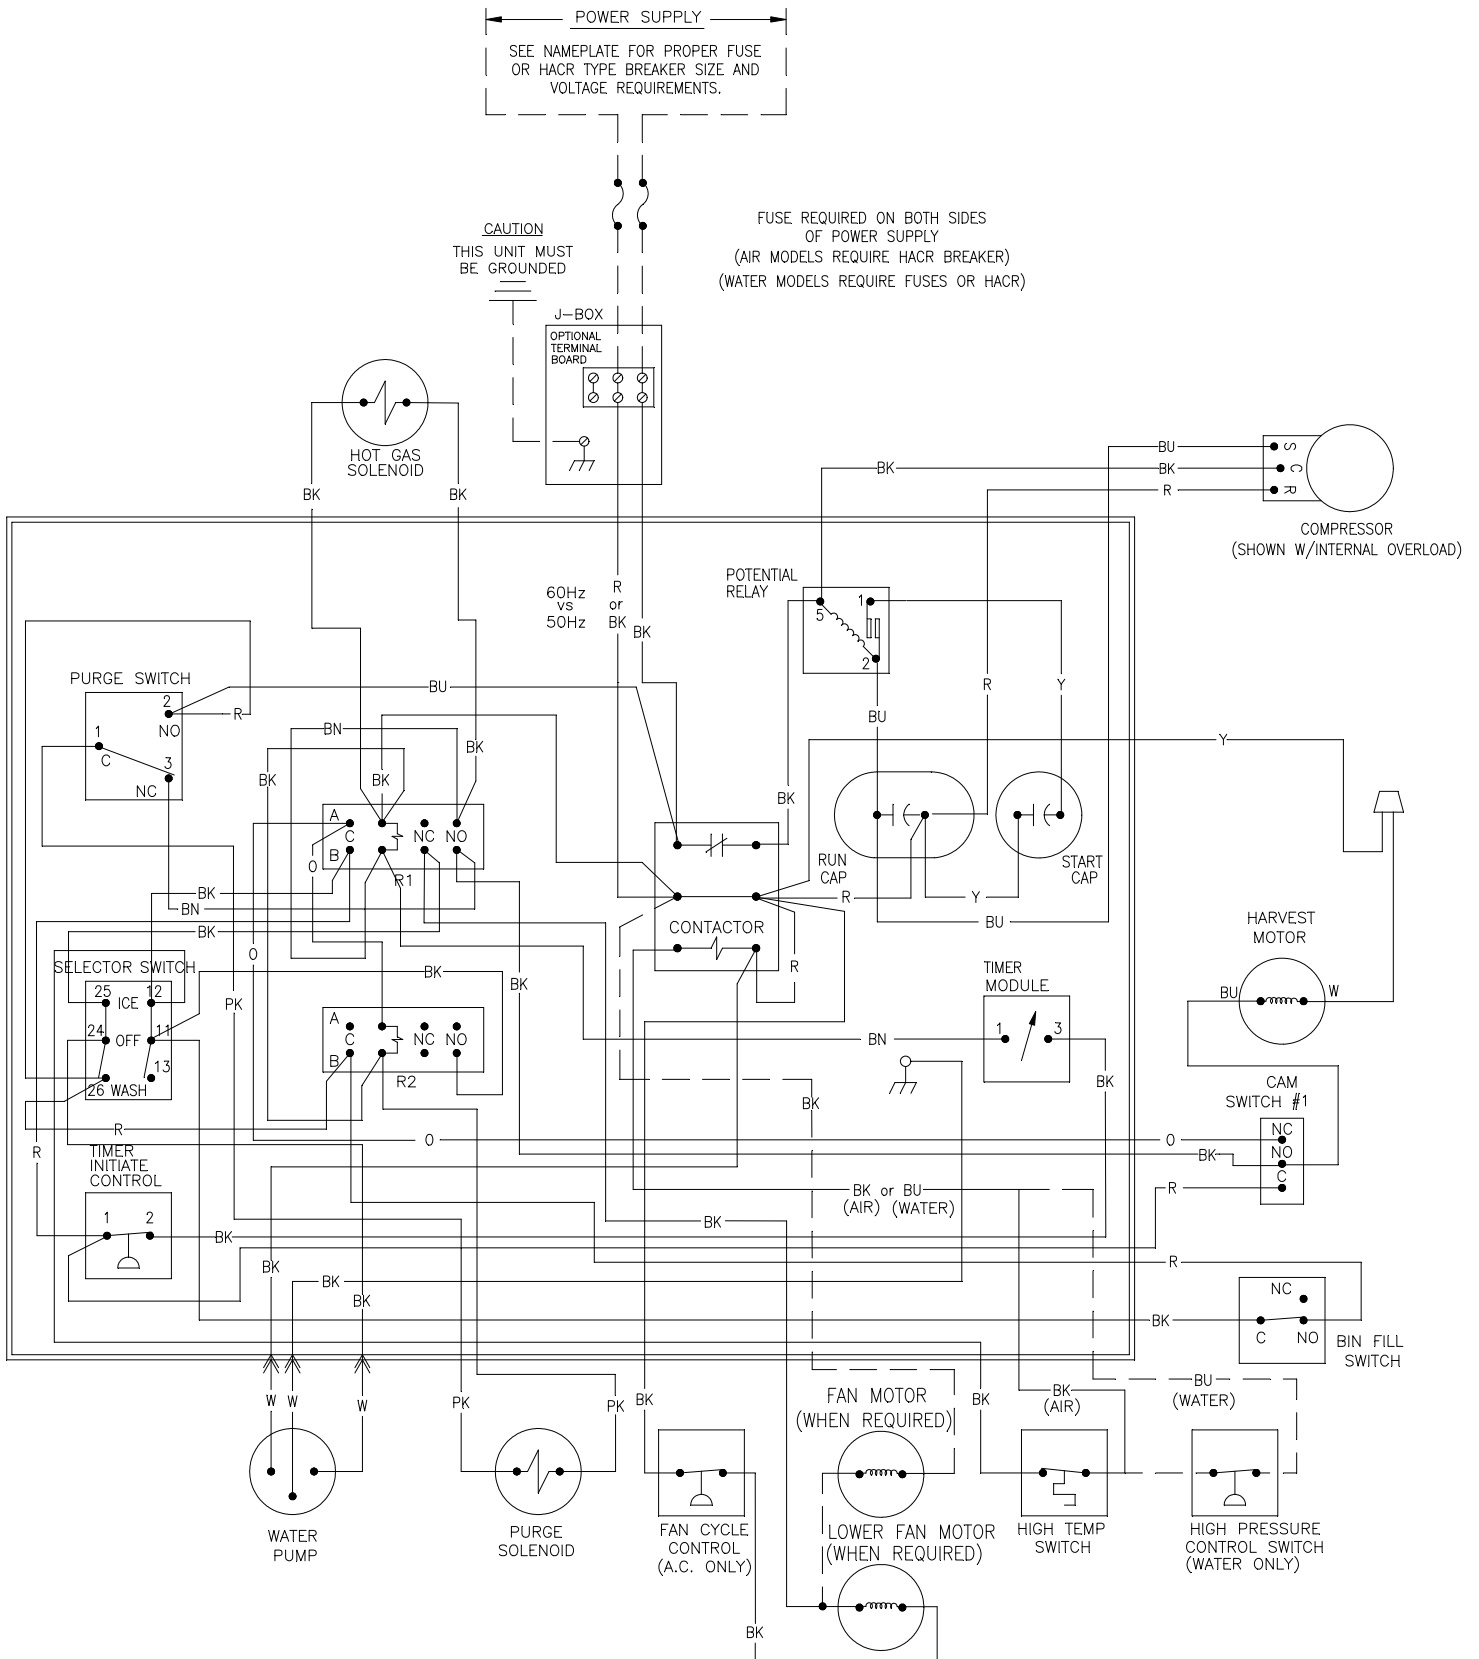 POWER SUPPLY
SEE NAMEPLATE FOR PROPER FUSE
OR HACR TYPE BREAKER SIZE AND
VOLTAGE REQUIREMENTS.
FUSE REQUIRED ON BOTH SIDES
OF POWER SUPPLY
(AIR MODELS REQUIRE HACR BREAKER)
(WATER MODELS REQUIRE FUSES OR HACR)
CAUTION
THIS UNIT MUST
BE GROUNDED
J-BOX
OPTIONAL
TERMINAL
BOARD
HOT GAS
SOLENOID
BK
BK
BU
BK
BK
R
S
C
R
COMPRESSOR
(SHOWN W/INTERNAL OVERLOAD)
60Hz
vs
50Hz
R
or
BK
BK
POTENTIAL
RELAY
5
1
2
BU
R
Y
PURGE SWITCH
2
NO
1
C
3
NC
BU
R
BN
BK
BK
BK
BK
Y
A
C
B
NC
NO
R1
O
RUN
CAP
START
CAP
R
Y
BU
CONTACTOR
R
BK
BN
BK
O
BK
BK
PK
SELECTOR SWITCH
25
ICE
12
24
OFF
11
13
26
WASH
A
C
B
NC
NO
R2
HARVEST
MOTOR
BU
W
TIMER
MODULE
1
3
BN
BK
BK
CAM
SWITCH #1
NC
NO
C
R
R
O
O
BK
R
TIMER
INITIATE
CONTROL
1
2
BK
BK or BU
(AIR) (WATER)
BK
BK
BK
BK
R
BK
NC
C
NO
BIN FILL
SWITCH
W
W
W
PK
PK
BK
FAN MOTOR
(WHEN REQUIRED)
BK
BK
(AIR)
BU
(WATER)
WATER
PUMP
PURGE
SOLENOID
FAN CYCLE
CONTROL
(A.C. ONLY)
LOWER FAN MOTOR
(WHEN REQUIRED)
HIGH TEMP
SWITCH
HIGH PRESSURE
CONTROL SWITCH
(WATER ONLY)
BK